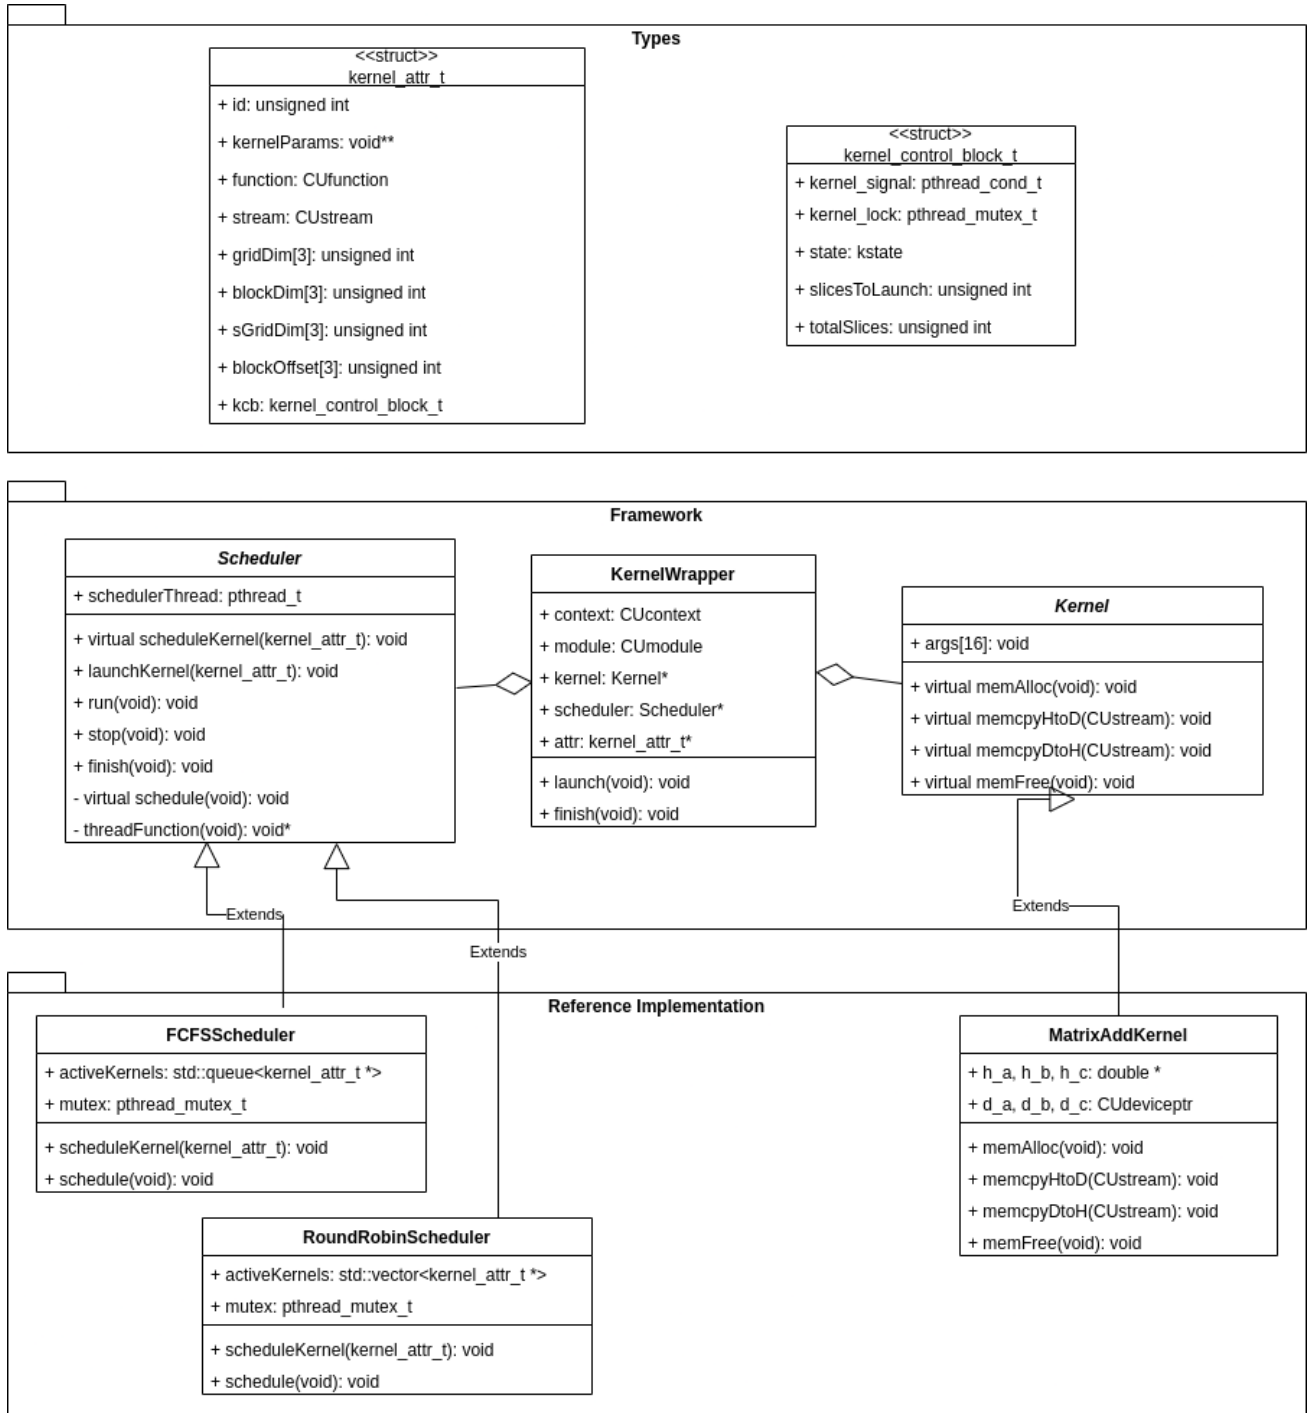 Types
<<struct>>
kernel_attr_t
+ id: unsigned int
+ kernelParams: void**
+ function: CUfunction
+ stream: CUstream
+ gridDim[3]: unsigned int
+ blockDim[3]: unsigned int
+ sGridDim[3]: unsigned int
+ blockOffset[3]: unsigned int
+ kcb: kernel_control_block_t
<<struct>>
kernel_control_block_t
+ kernel_signal: pthread_cond_t
+ kernel_lock: pthread_mutex_t
+ state: kstate
+ slicesToLaunch: unsigned int
+ totalSlices: unsigned int
Framework
Scheduler
+ schedulerThread: pthread_t
+ virtual scheduleKernel(kernel_attr_t): void
+ launchKernel(kernel_attr_t): void
+ run(void): void
+ stop(void): void
+ finish(void): void
- virtual schedule(void): void
- threadFunction(void): void*
KernelWrapper
+ context: CUcontext
+ module: CUmodule
+ kernel: Kernel*
+ scheduler: Scheduler*
+ attr: kernel_attr_t*
+ launch(void): void
+ finish(void): void
Kernel
+ args[16]: void
+ virtual memAlloc(void): void
+ virtual memcpyHtoD(CUstream): void
+ virtual memcpyDtoH(CUstream): void
+ virtual memFree(void): void
Extends
Extends
Extends
Reference Implementation
FCFSScheduler
+ activeKernels: std::queue<kernel_attr_t *>
+ mutex: pthread_mutex_t
+ scheduleKernel(kernel_attr_t): void
+ schedule(void): void
RoundRobinScheduler
+ activeKernels: std::vector<kernel_attr_t *>
+ mutex: pthread_mutex_t
+ scheduleKernel(kernel_attr_t): void
+ schedule(void): void
MatrixAddKernel
+ h_a, h_b, h_c: double *
+ d_a, d_b, d_c: CUdeviceptr
+ memAlloc(void): void
+ memcpyHtoD(CUstream): void
+ memcpyDtoH(CUstream): void
+ memFree(void): void